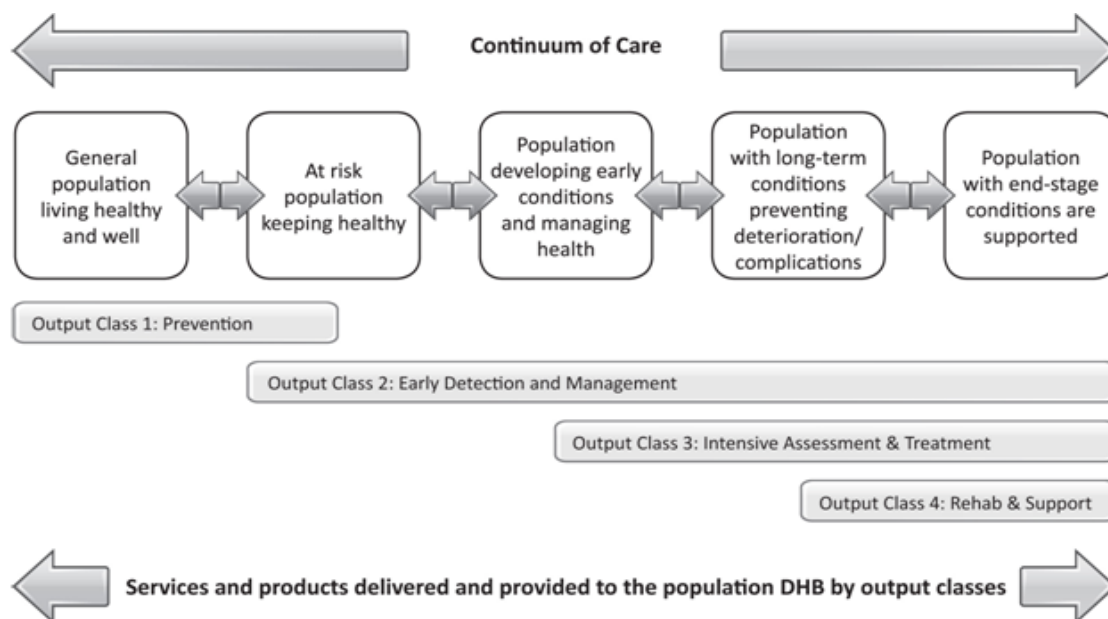 Continuum of Care
General
population
living healthy
and well
At risk
population
keeping healthy
Population
developing early
conditions
and managing
health
Population
with long-term
conditions
preventing
deterioration/
complications
Population
with end-stage
conditions are
supported
Output Class 1: Prevention
Output Class 2: Early Detection and Management
Output Class 3: Intensive Assessment & Treatment
Output Class 4: Rehab & Support
Services and products delivered and provided to the population DHB by output classes